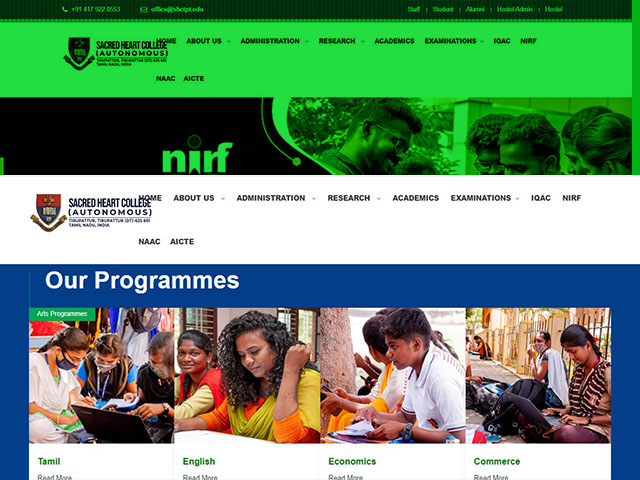 +91 417 922 0553 office@shctpt.edu Staff Student Alumni Hostel Admin Hostel
SACRED HEART COLLEGE
(AUTONOMOUS)
TIRUPATTUR, TIRUPATTUR (DT)-635 601
TAMIL NADU, INDIA
HOME ABOUT US ADMINISTRATION RESEARCH ACADEMICS EXAMINATIONS IQAC NIRF
NAAC AICTE
nirf
SACRED HEART COLLEGE
(AUTONOMOUS)
TIRUPATTUR, TIRUPATTUR (DT)-635 601
TAMIL NADU, INDIA
HOME ABOUT US ADMINISTRATION RESEARCH ACADEMICS EXAMINATIONS IQAC NIRF
NAAC AICTE
Our Programmes
Arts Programmes
Tamil English Economics Commerce
Read More Read More Read More Read More